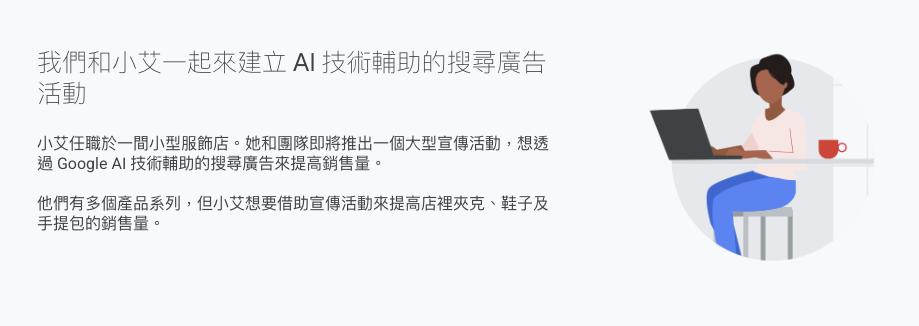 我們和小艾一起來建立 AI 技術輔助的搜尋廣告
活動
小艾任職於一間小型服飾店。她和團隊即將推出一個大型宣傳活動，想透
過 Google AI 技術輔助的搜尋廣告來提高銷售量。
他們有多個產品系列，但小艾想要借助宣傳活動來提高店裡夾克、鞋子及
手提包的銷售量。